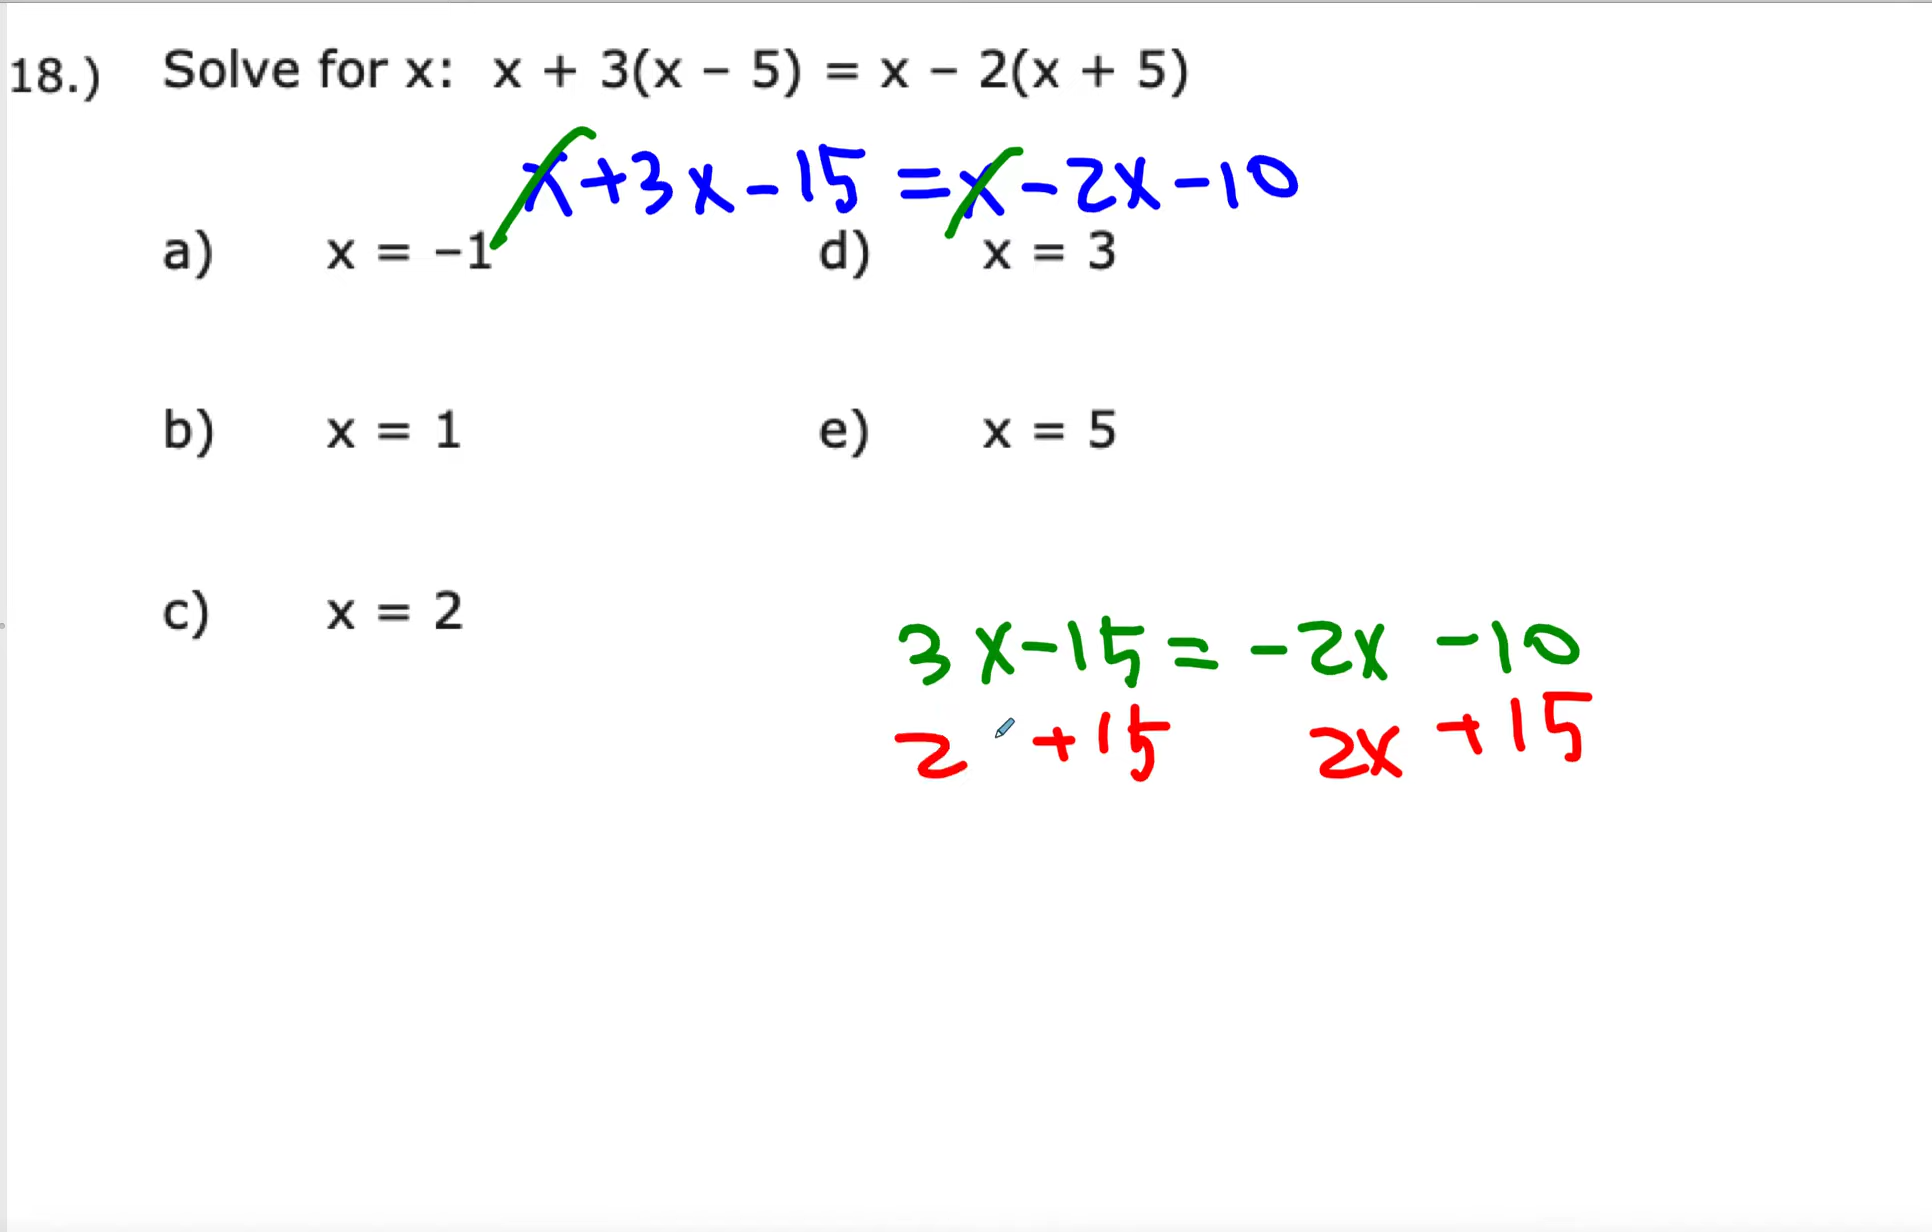 18.) Solve for x: x + 3(x – 5) = x – 2(x + 5)
x+3x-15=x-2x-10
a) x = –1 d) x = 3
b) x = 1 e) x = 5
c) x = 2
3x-15=-2x-10
2 +15 2x +15